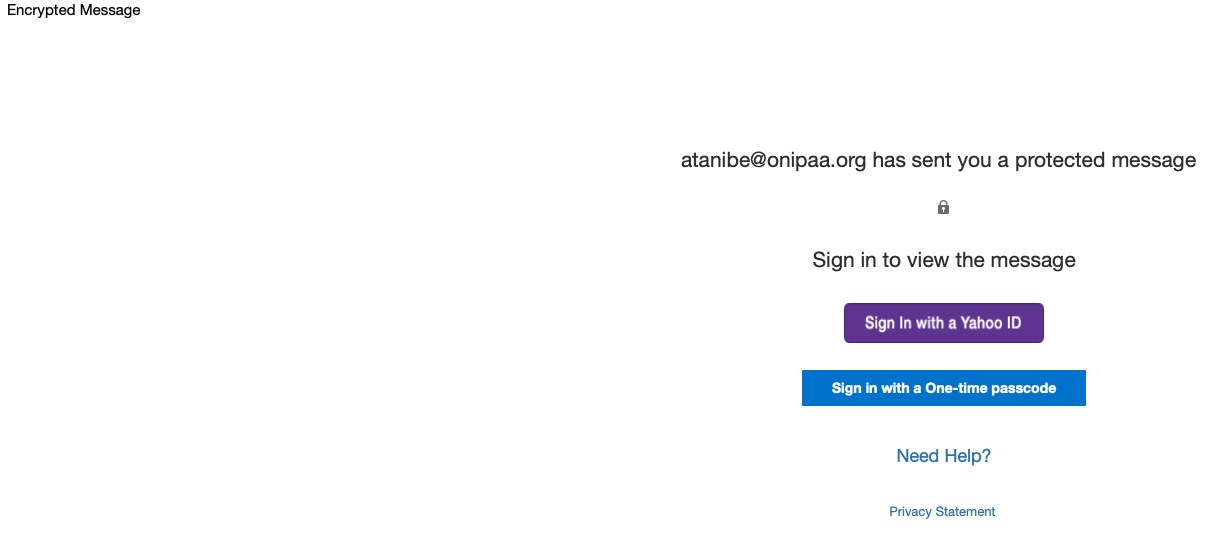 Encrypted Message
atanibe@onipaa.org has sent you a protected message
Sign in to view the message
Sign In with a Yahoo ID
Sign in with a One-time passcode
Need Help?
Privacy Statement